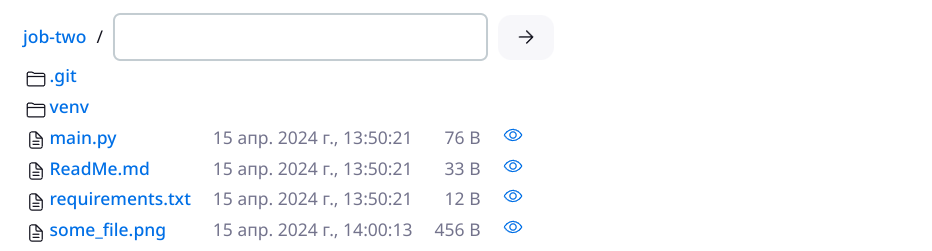 job-two /
.git
venv
main.py 15 апр. 2024 г., 13:50:21 76 B
ReadMe.md 15 апр. 2024 г., 13:50:21 33 B
requirements.txt 15 апр. 2024 г., 13:50:21 12 B
some_file.png 15 апр. 2024 г., 14:00:13 456 B